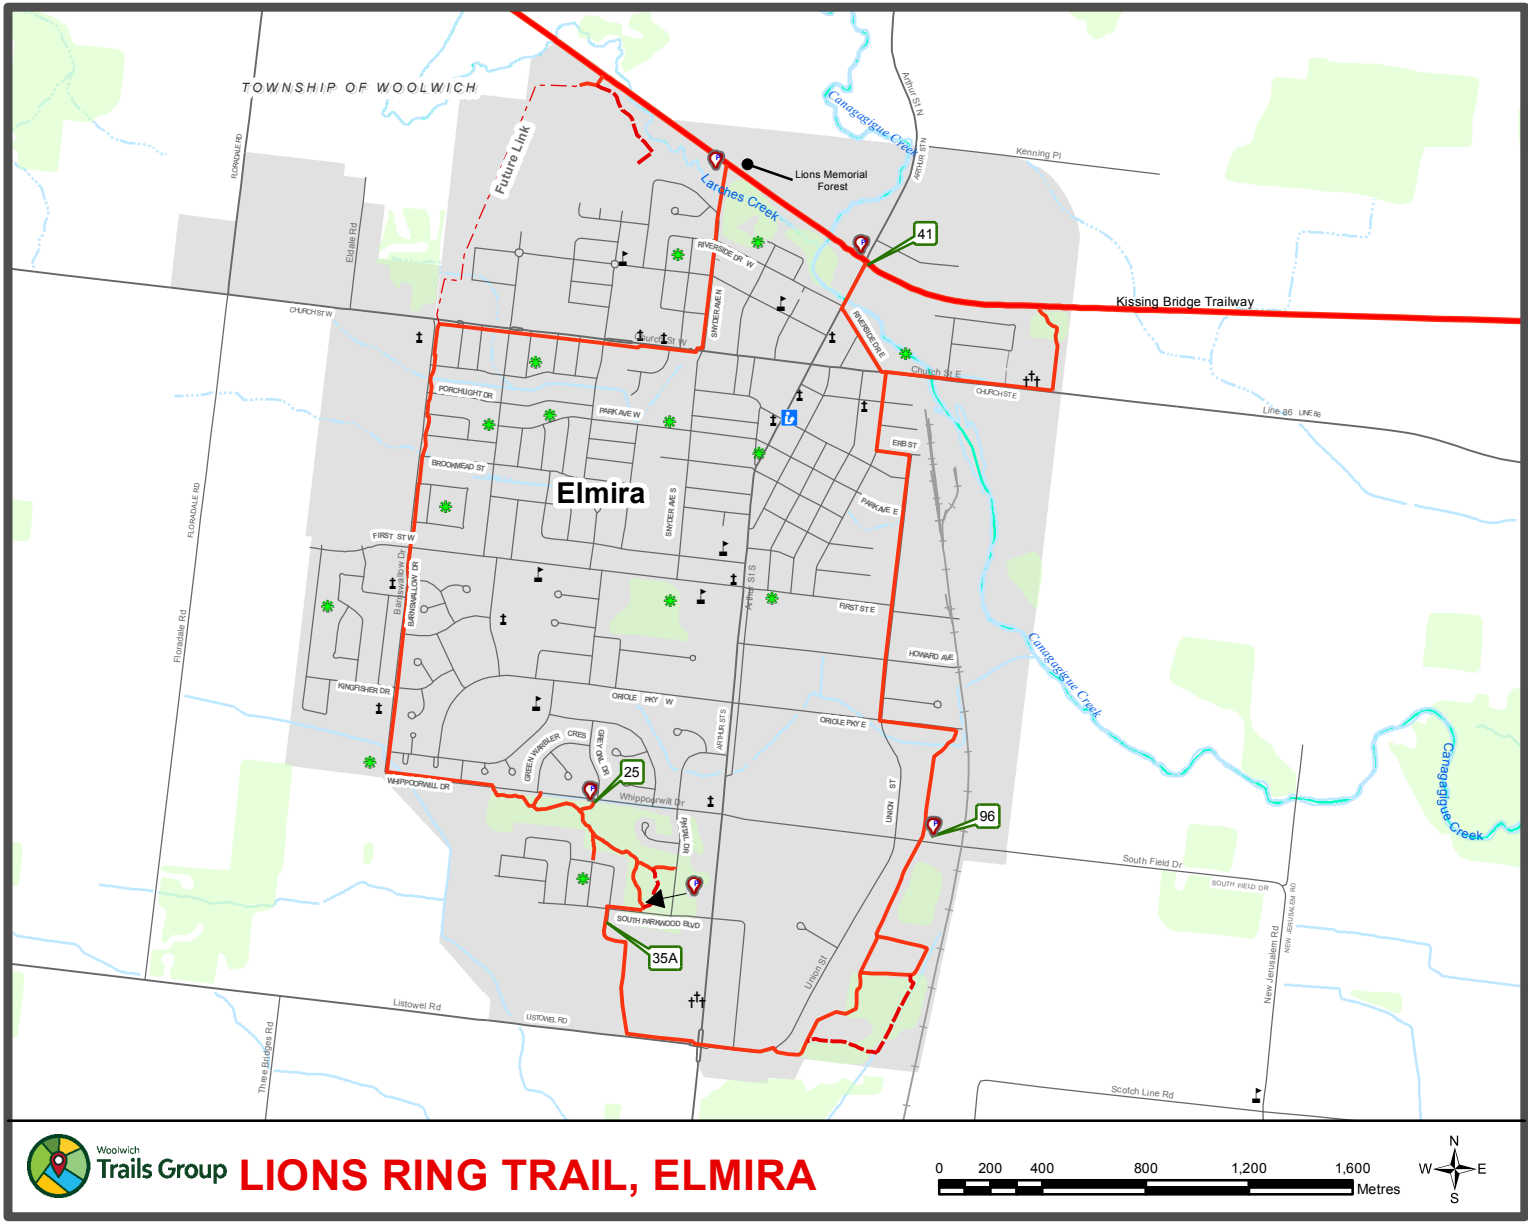 TOWNSHIP OF WOOLWICH
Arthur St N
Canagagigue Creek
ARTHUR ST N
Kenning Pl
FLORADALE RD
Future Link
Lions Memorial
Forest
Larches Creek
Eldale Rd
41
RIVERSIDE DR W
Kissing Bridge Trailway
CHURCH ST W
SNYDER AVE N
RIVERSIDE DR E
Church St W
Church St E
CHURCH ST E
PORCHLIGHT DR
PARK AVE W
Line 86
LINE 86
ERB ST
BROOKMEAD ST
Elmira
SNYDER AVE S
PARK AVE E
FLORADALE RD
FIRST ST W
Barnswallow Dr
BARNSWALLOW DR
Arthur St S
FIRST ST E
Floradale Rd
HOWARD AVE
Canagagigue Creek
KINGFISHER DR
ORIOLE PKY W
ORIOLE PKY E
ARTHUR ST S
GREEN WARBLER CRES
GREY OWL DR
25
Canagagigue Creek
WHIPPOORWILL DR
Whippoorwill Dr
UNION ST
96
PINTAIL DR
South Field Dr
SOUTH FIELD DR
NEW JERUSALEM RD
SOUTH PARKWOOD BLVD
35A
New Jerusalem Rd
Union St
Listowel Rd
LISTOWEL RD
Three Bridges Rd
Scotch Line Rd
Woolwich
Trails Group
LIONS RING TRAIL, ELMIRA
0 200 400 800 1,200 1,600
Metres
N
W E
S